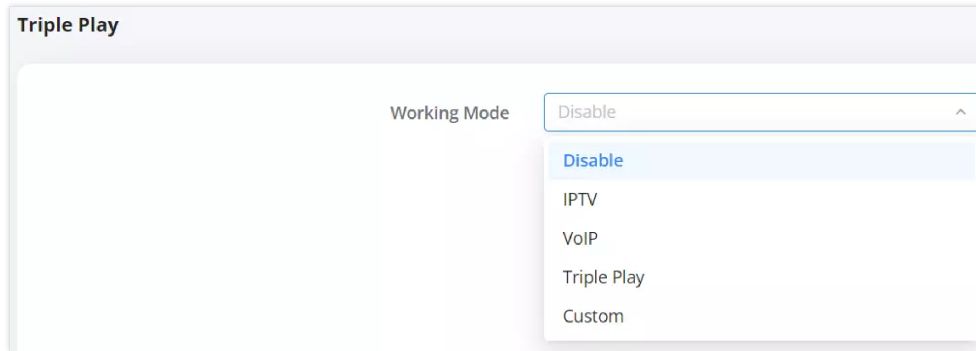 Triple Play
Working Mode Disable
Disable
IPTV
VoIP
Triple Play
Custom